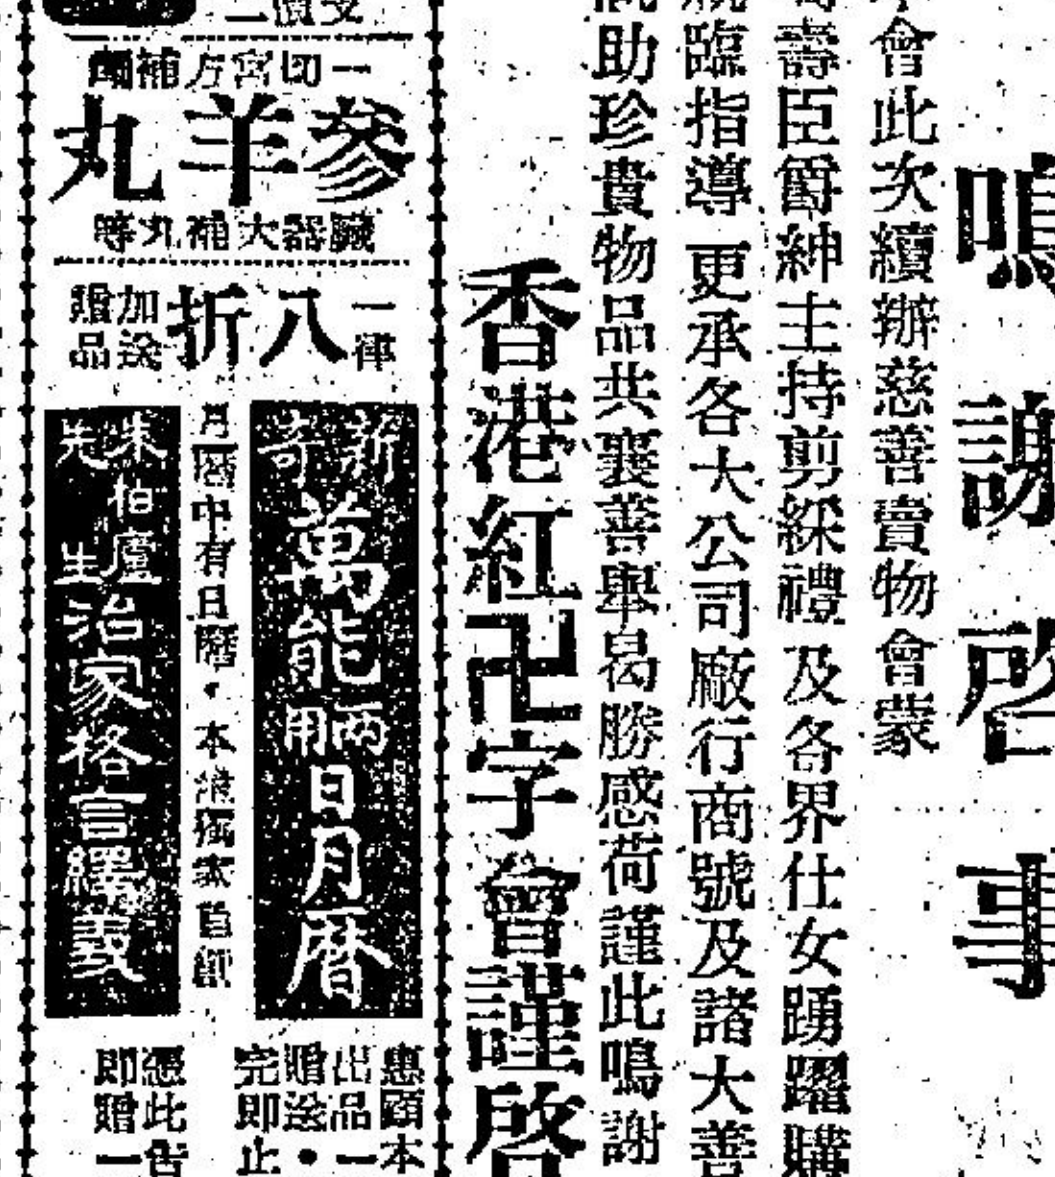 鳴謝啓事
會此次續辦慈善賣物會蒙
壽臣爵紳主持剪綵禮及各界仕女踴躍購
臨指導更承各大公司廠行商號及諸大善
助珍貴物品共襄善舉曷勝感荷謹此鳴謝
香港紅卍字會謹啓
一切宮方補
參羊丸
臟器大補丸等
一律
八折
加送
贈品
新奇
萬能
兩用
日月曆
月曆中有日曆・本港獨家首創
朱柏盧先生
治家格言繹義
惠顧本
出品一
贈送・
完即止
憑此告
即贈一